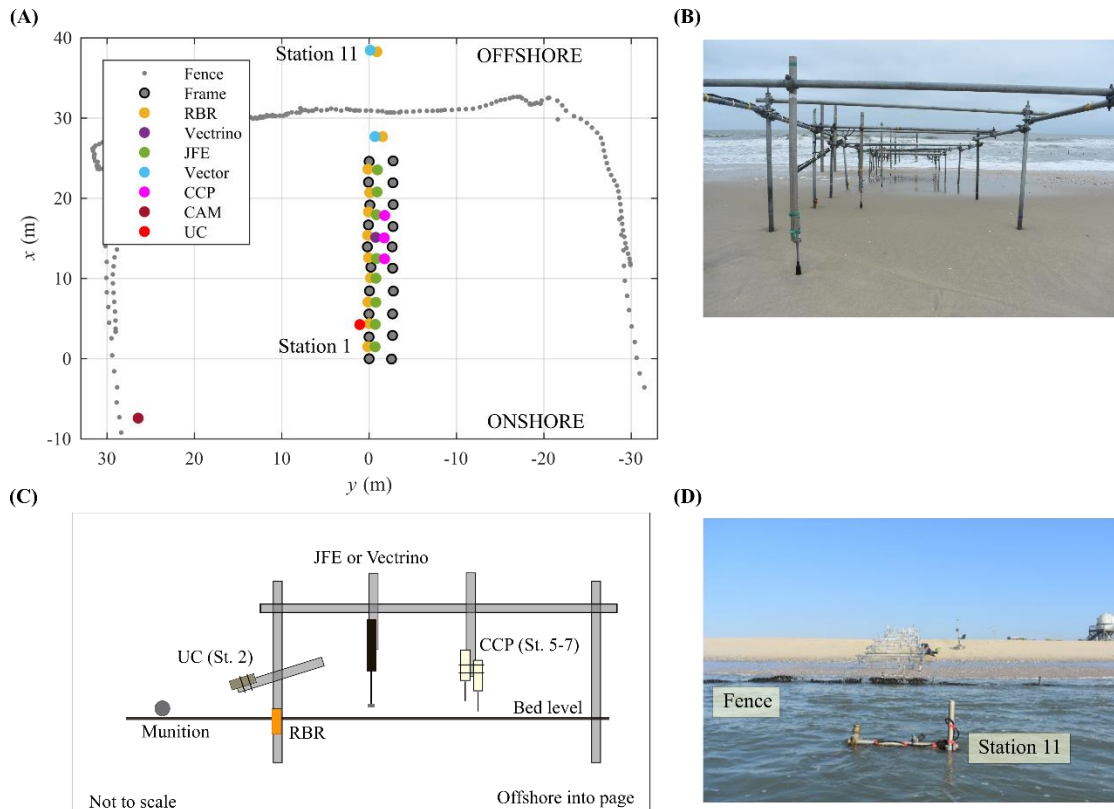 (A)
40
30
20
10
0
-10
x (m)
30
20
10
0
-10
-20
-30
y (m)
Fence
Frame
RBR
Vectrino
JFE
Vector
CCP
CAM
UC
Station 11
OFFSHORE
Station 1
ONSHORE
(B)
(C)
JFE or Vectrino
UC (St. 2)
CCP (St. 5-7)
Munition
RBR
Bed level
Not to scale
Offshore into page
(D)
Fence
Station 11